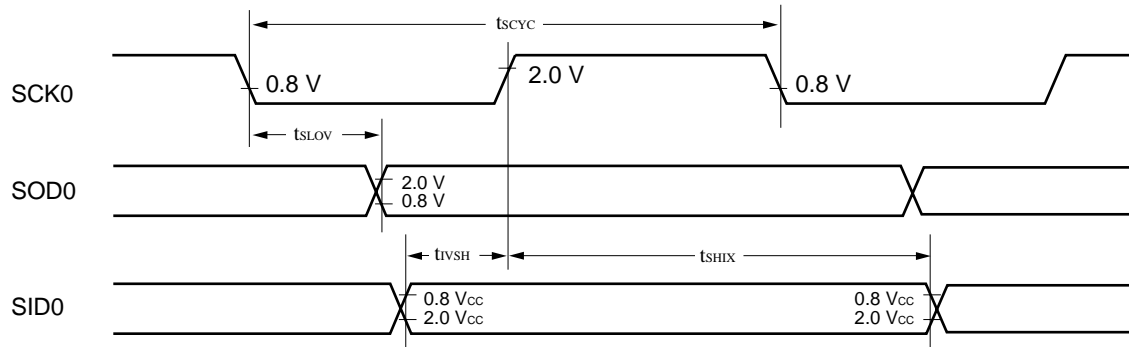 tSCYC
SCK0
0.8 V
2.0 V
0.8 V
tSLOV
SOD0
2.0 V
0.8 V
tIVSH
tSHIX
SID0
0.8 VCC
2.0 VCC
0.8 VCC
2.0 VCC